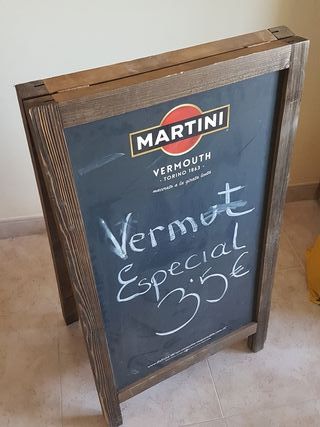 MARTINI
VERMOUTH
- TORINO 1863 -
Vermut
Especial
3.5€